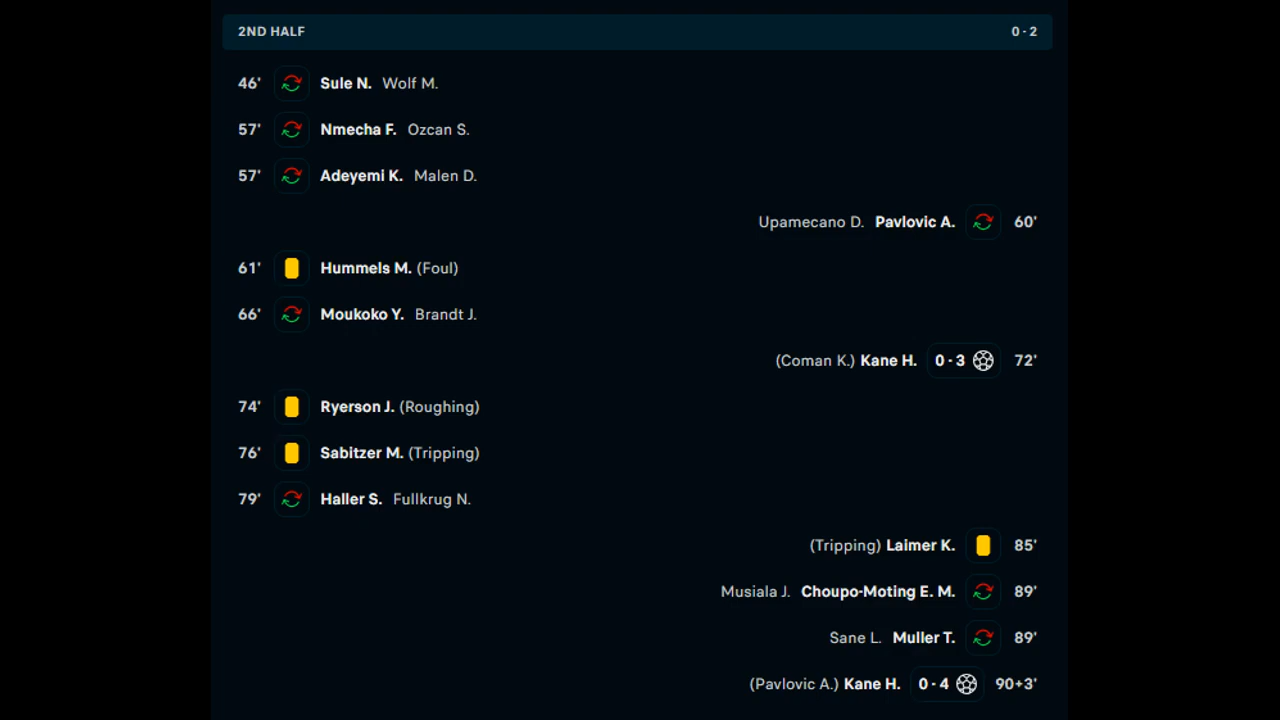 2ND HALF 0 - 2
46' Sule N. Wolf M.
57' Nmecha F. Ozcan S.
57' Adeyemi K. Malen D.
Upamecano D. Pavlovic A. 60'
61' Hummels M. (Foul)
66' Moukoko Y. Brandt J.
(Coman K.) Kane H. 0 - 3 72'
74' Ryerson J. (Roughing)
76' Sabitzer M. (Tripping)
79' Haller S. Fullkrug N.
(Tripping) Laimer K. 85'
Musiala J. Choupo-Moting E. M. 89'
Sane L. Muller T. 89'
(Pavlovic A.) Kane H. 0 - 4 90+3'